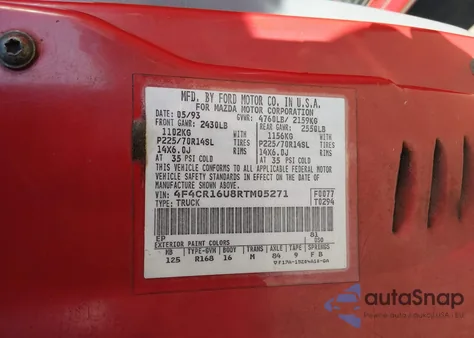 MFD. BY FORD MOTOR CO. IN U.S.A.
FOR MAZDA MOTOR CORPORATION
DATE: 05/93 GVWR: 4760LB/ 2159KG
FRONT GAWR: 2430LB REAR GAWR: 2550LB
1102KG WITH 1156KG WITH
P225/70R14SL TIRES P225/70R14SL TIRES
14X6.0J RIMS 14X6.0J RIMS
AT 35 PSI COLD AT 35 PSI COLD
THIS VEHICLE CONFORMS TO ALL APPLICABLE FEDERAL
MOTOR VEHICLE SAFETY STANDARDS IN EFFECT ON THE
DATE OF MANUFACTURE SHOWN ABOVE.
VIN: 4F4CR16U8RTM05271 F0077
TYPE: TRUCK T0294
EP 81
EXTERIOR PAINT COLORS DSO
WB TYPE-GVW BODY TRANS AXLE TAPE SPRINGS
125 R168 16 M 84 9 F B
autoSnap